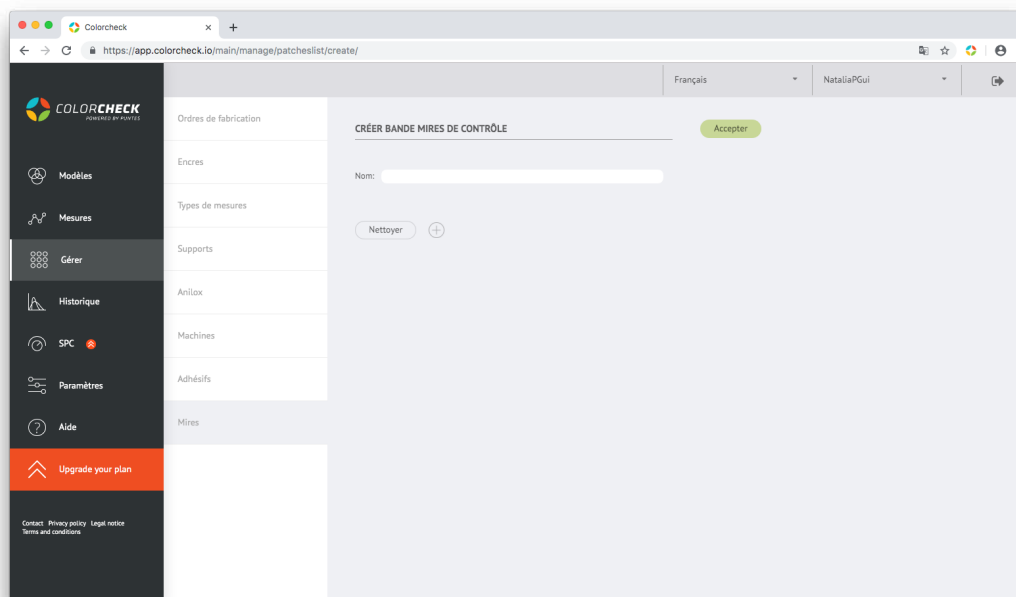 Colorcheck
https://app.colorcheck.io/main/manage/patcheslist/create/
Français
NataliaPGui
COLORCHECK
POWERED BY PUNTES
Modèles
Mesures
Gérer
Historique
SPC
Paramètres
Aide
Upgrade your plan
Contact Privacy policy Legal notice
Terms and conditions
Ordres de fabrication
Encres
Types de mesures
Supports
Anilox
Machines
Adhésifs
Mires
CRÉER BANDE MIRES DE CONTRÔLE
Accepter
Nom:
Nettoyer